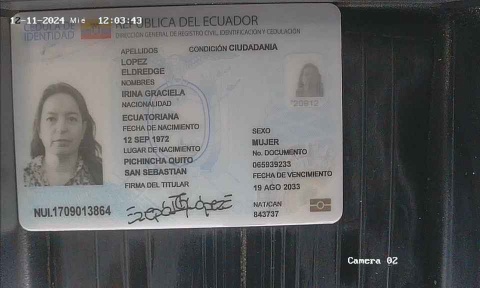 12-11-2024 Mie 12:03:43
CÉDULA DE IDENTIDAD
REPÚBLICA DEL ECUADOR
DIRECCIÓN GENERAL DE REGISTRO CIVIL, IDENTIFICACIÓN Y CEDULACIÓN
APELLIDOS
CONDICIÓN CIUDADANIA
LOPEZ
ELDREDGE
NOMBRES
IRINA GRACIELA
NACIONALIDAD
ECUATORIANA
FECHA DE NACIMIENTO
12 SEP 1972
LUGAR DE NACIMIENTO
PICHINCHA QUITO
SAN SEBASTIAN
FIRMA DEL TITULAR
SEXO
MUJER
No. DOCUMENTO
065939233
FECHA DE VENCIMIENTO
19 AGO 2033
NAT/CAN
843737
NUI.1709013864
Camera 02